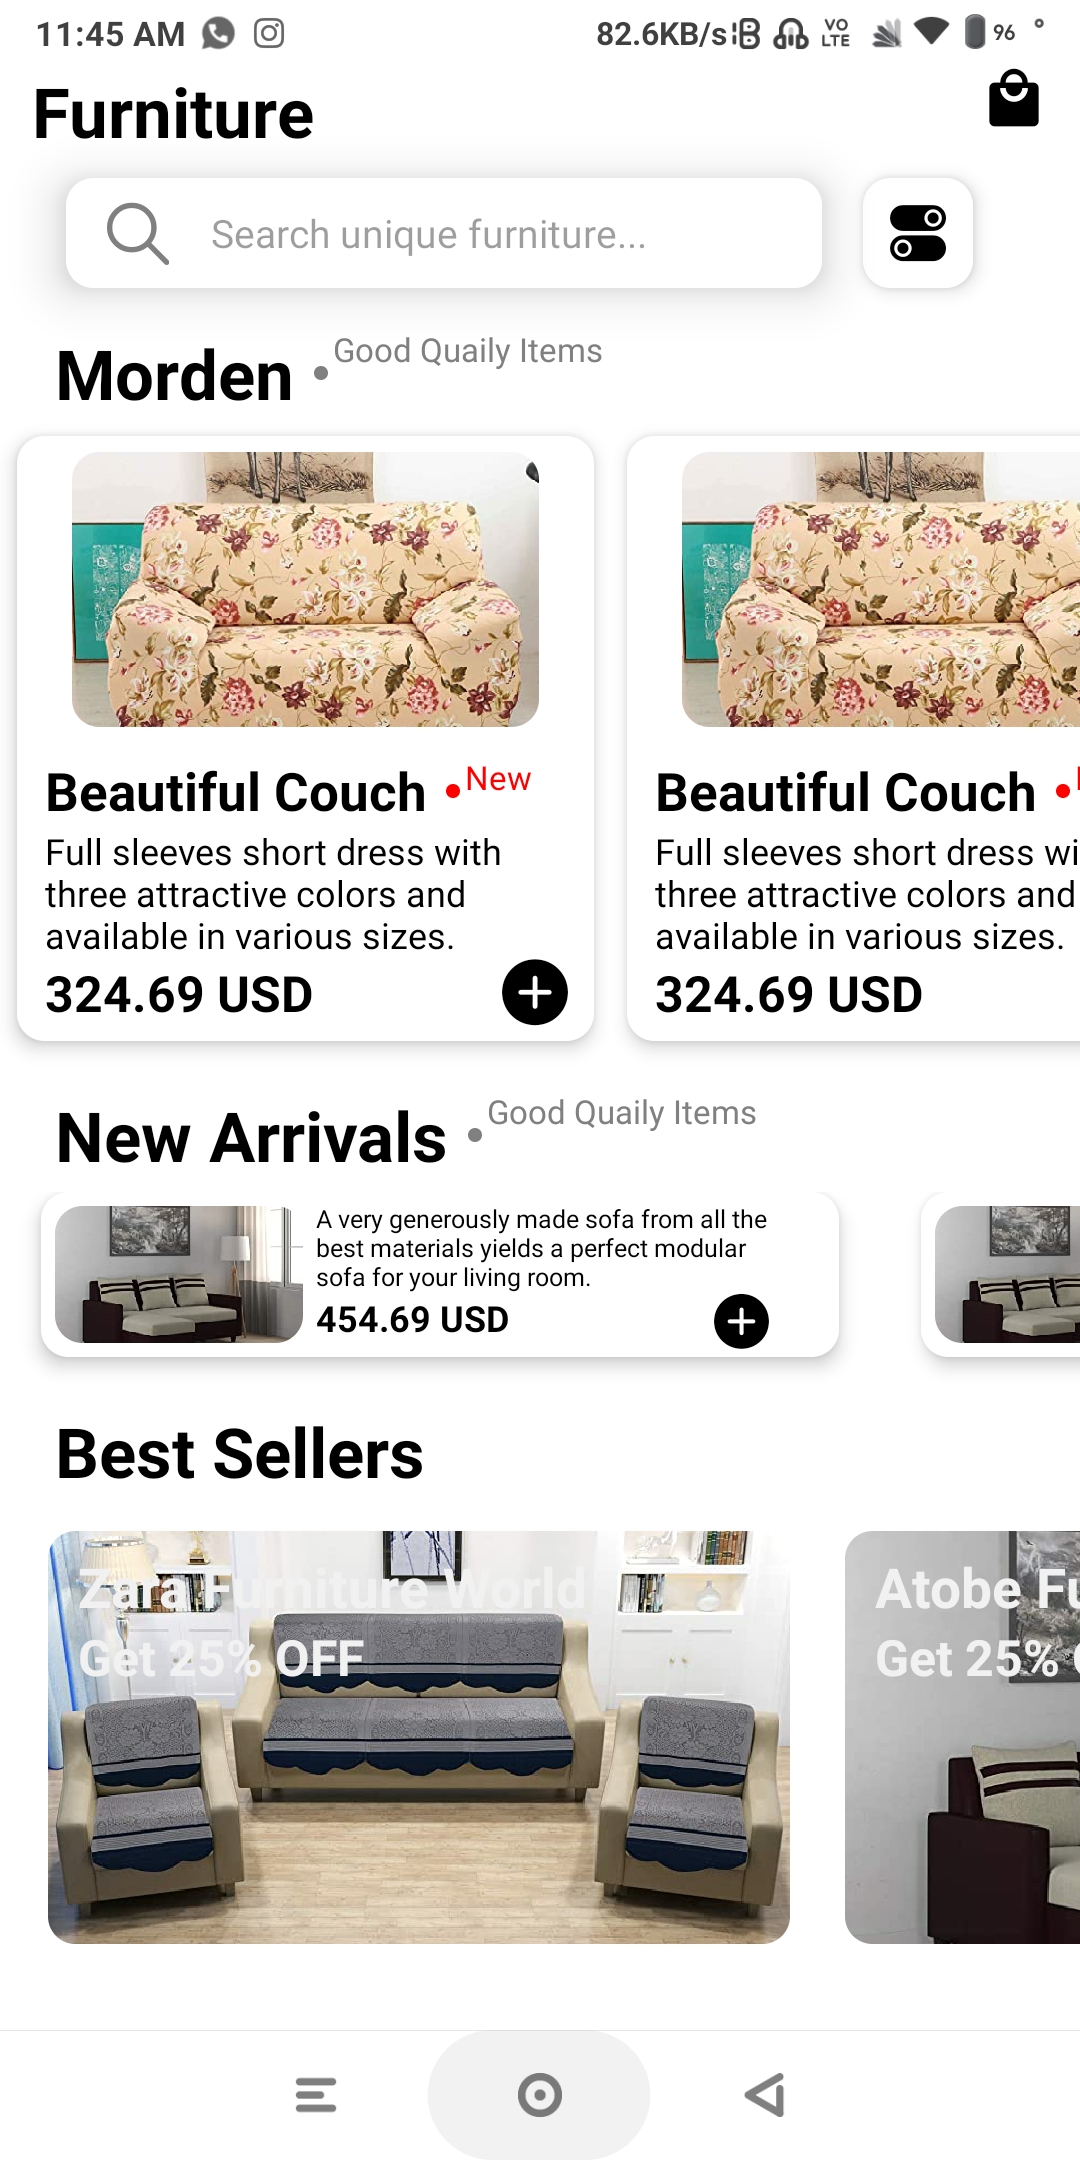 11:45 AM 82.6KB/s VO LTE 96 °
Furniture
Search unique furniture...
Morden • Good Quaily Items
Beautiful Couch • New
Full sleeves short dress with
three attractive colors and
available in various sizes.
324.69 USD
Beautiful Couch •
Full sleeves short dress wi
three attractive colors and
available in various sizes.
324.69 USD
New Arrivals • Good Quaily Items
A very generously made sofa from all the
best materials yields a perfect modular
sofa for your living room.
454.69 USD
Best Sellers
Zara Furniture World
Get 25% OFF
Atobe Fu
Get 25%